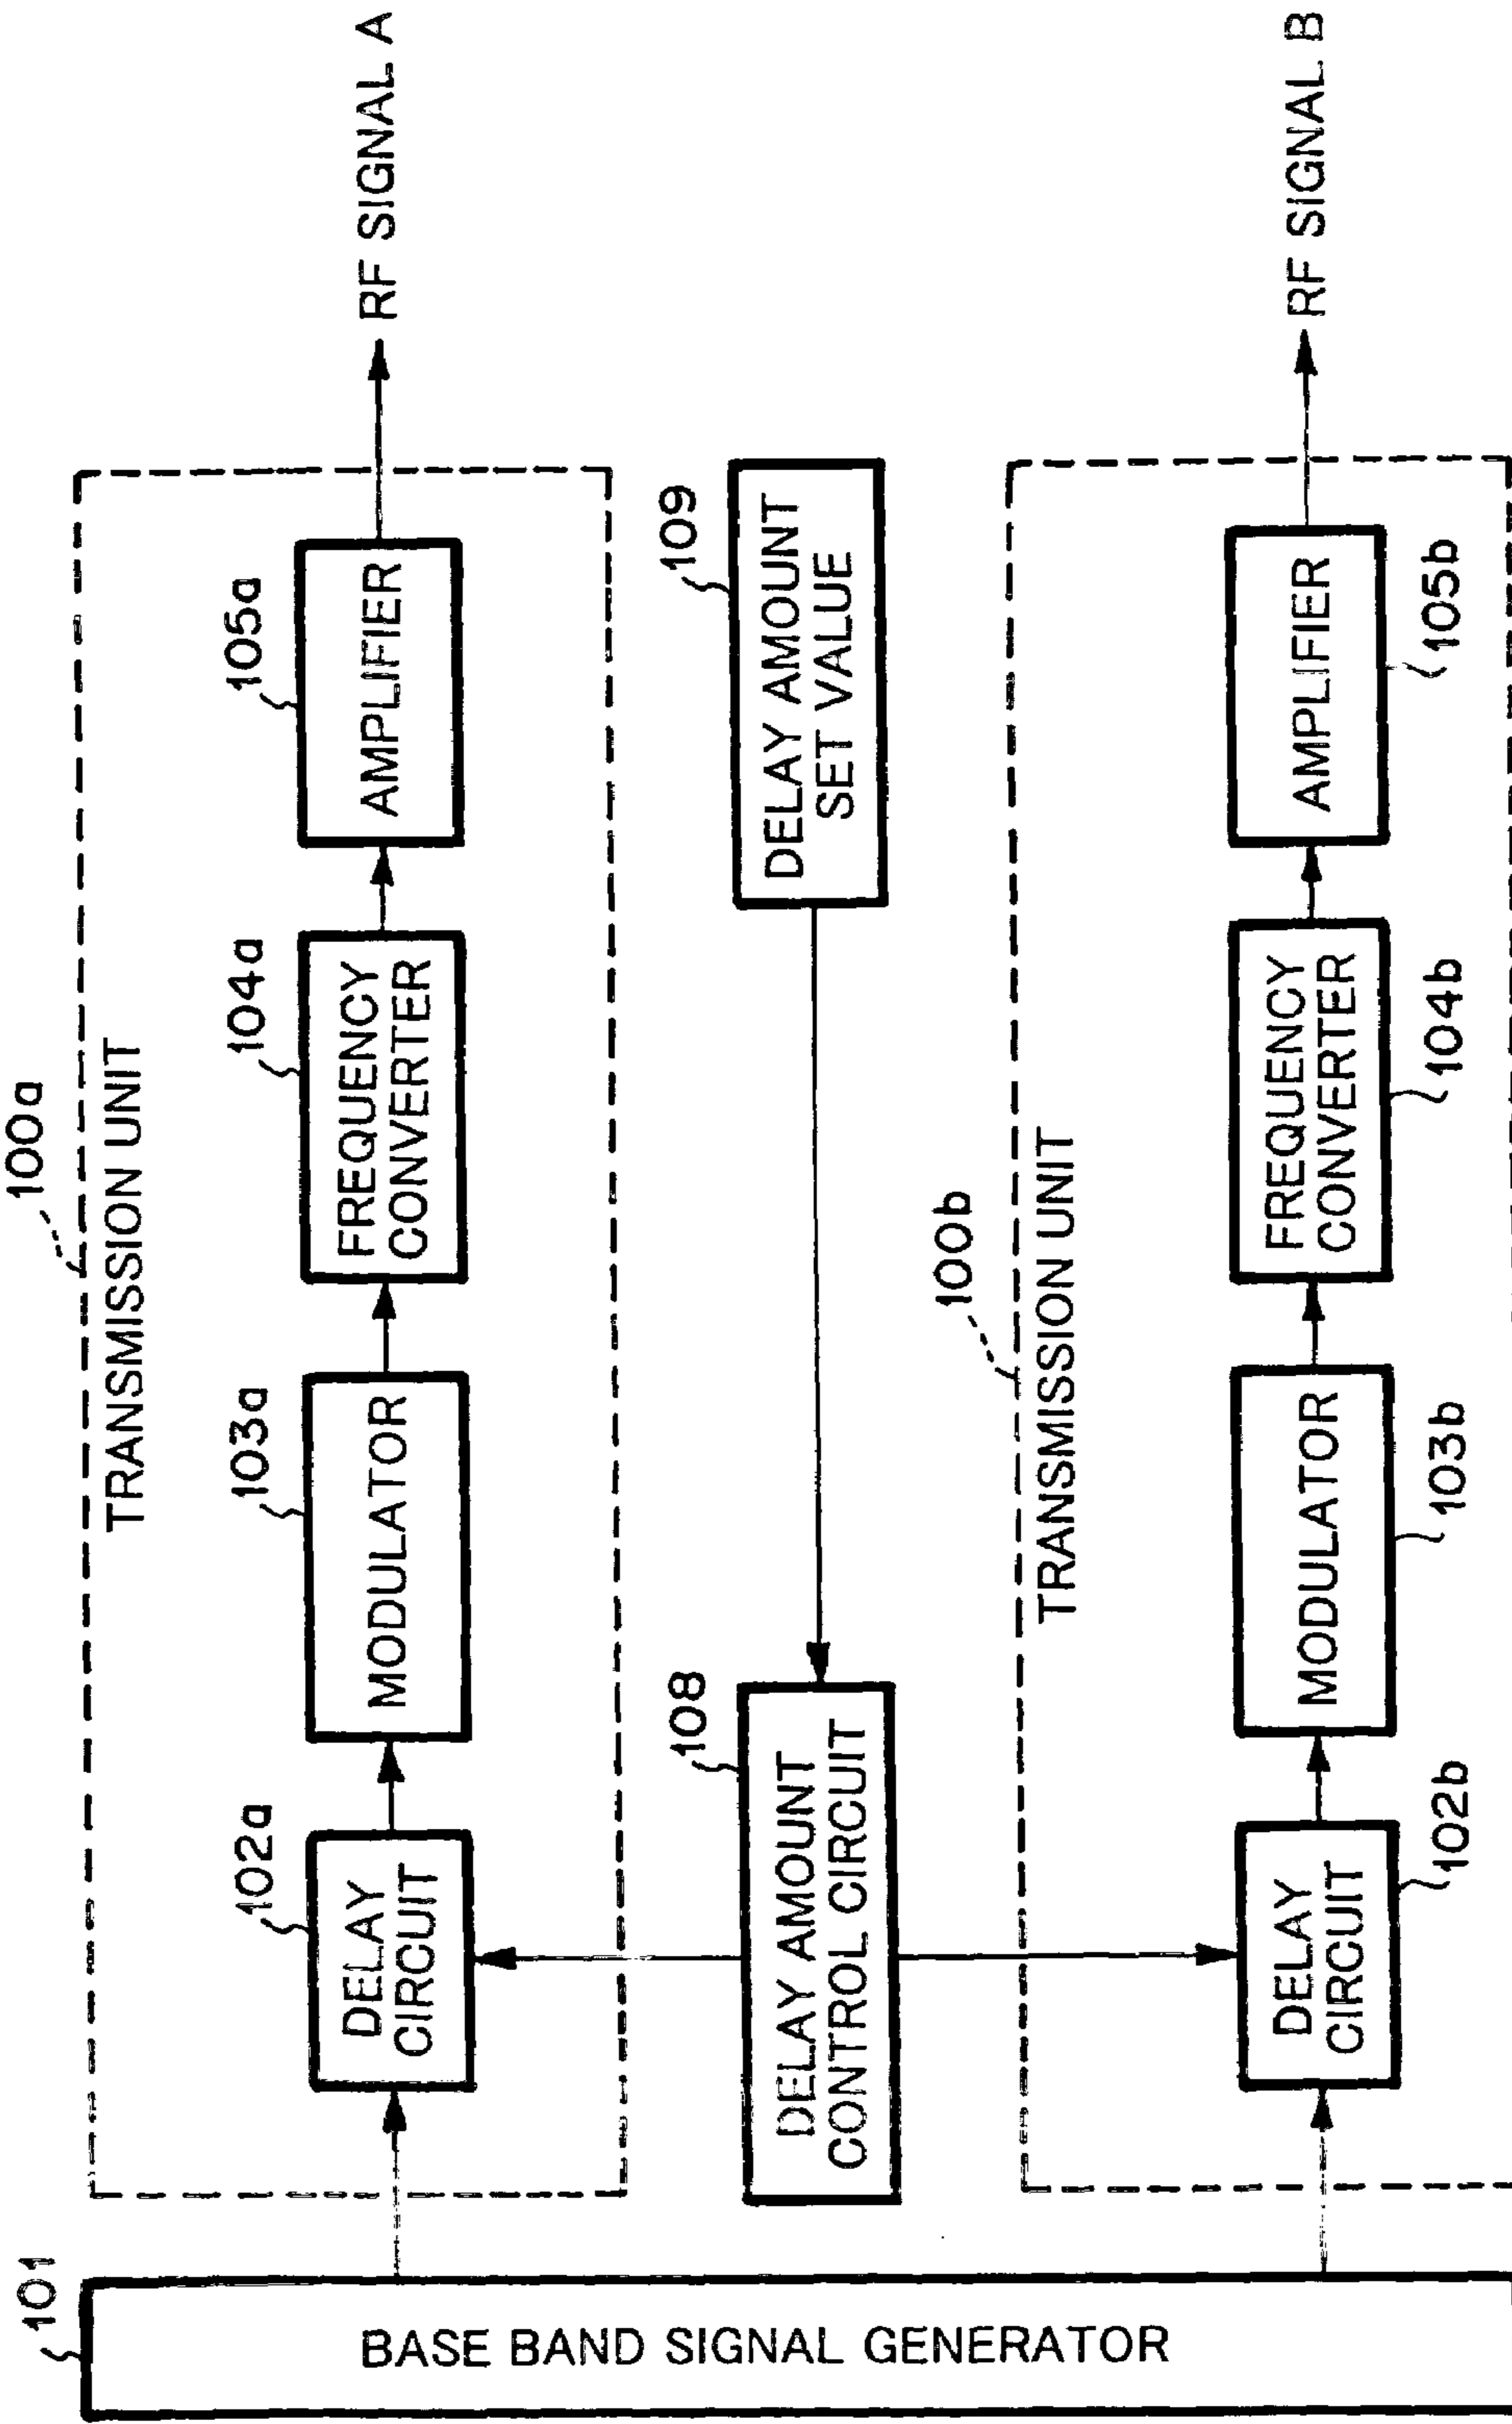 101
BASE BAND SIGNAL GENERATOR
100a
TRANSMISSION UNIT
102a
DELAY
CIRCUIT
103a
MODULATOR
104a
FREQUENCY
CONVERTER
105a
AMPLIFIER
RF SIGNAL A
108
DELAY AMOUNT
CONTROL CIRCUIT
109
DELAY AMOUNT
SET VALUE
100b
TRANSMISSION UNIT
DELAY
CIRCUIT
102b
MODULATOR
103b
FREQUENCY
CONVERTER
104b
AMPLIFIER
105b
RF SIGNAL B